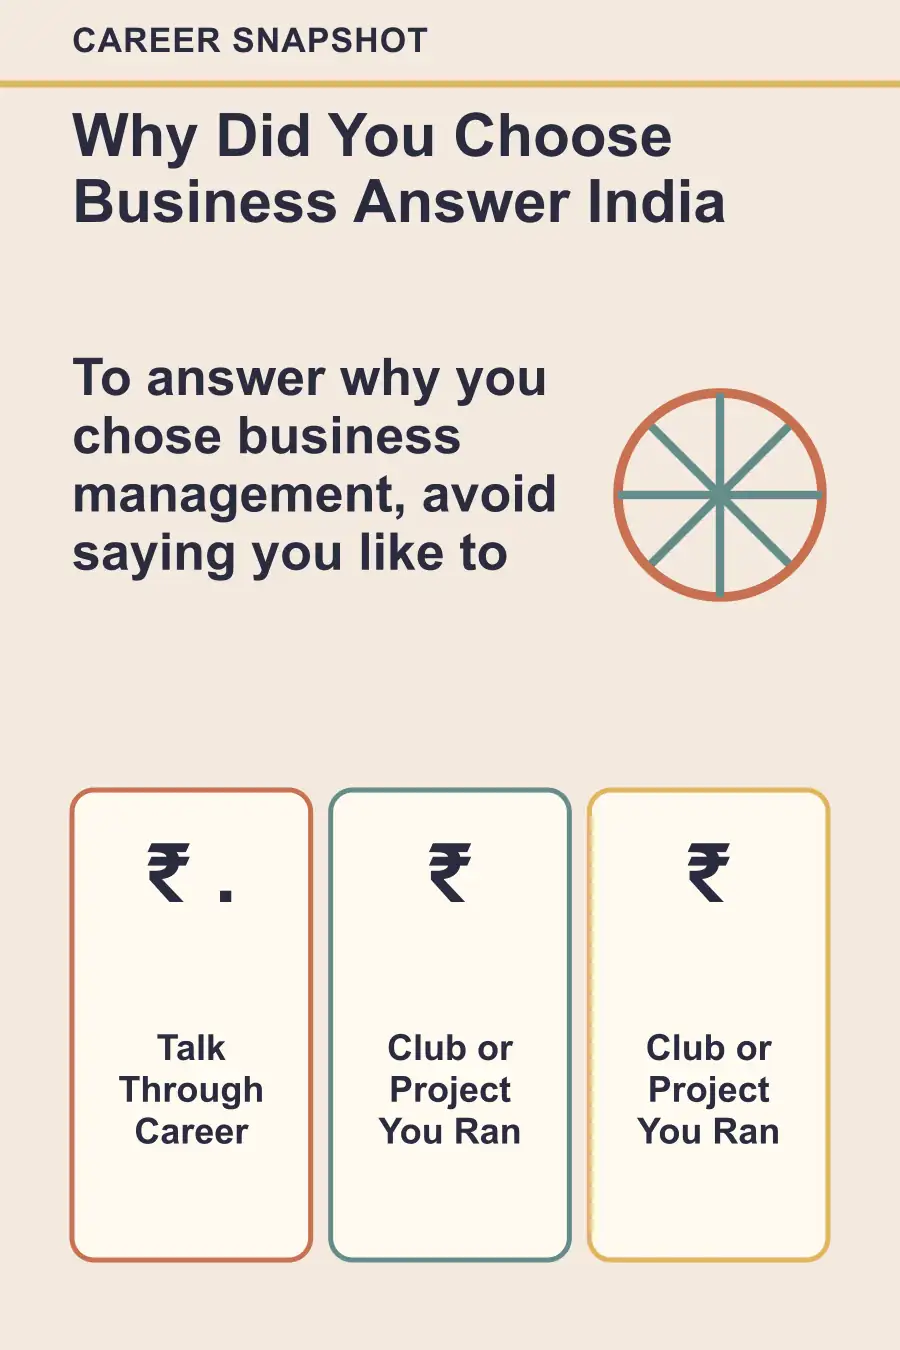 CAREER SNAPSHOT
Why Did You Choose
Business Answer India
To answer why you
chose business
management, avoid
saying you like to
₹ .
Talk
Through
Career
₹
Club or
Project
You Ran
₹
Club or
Project
You Ran